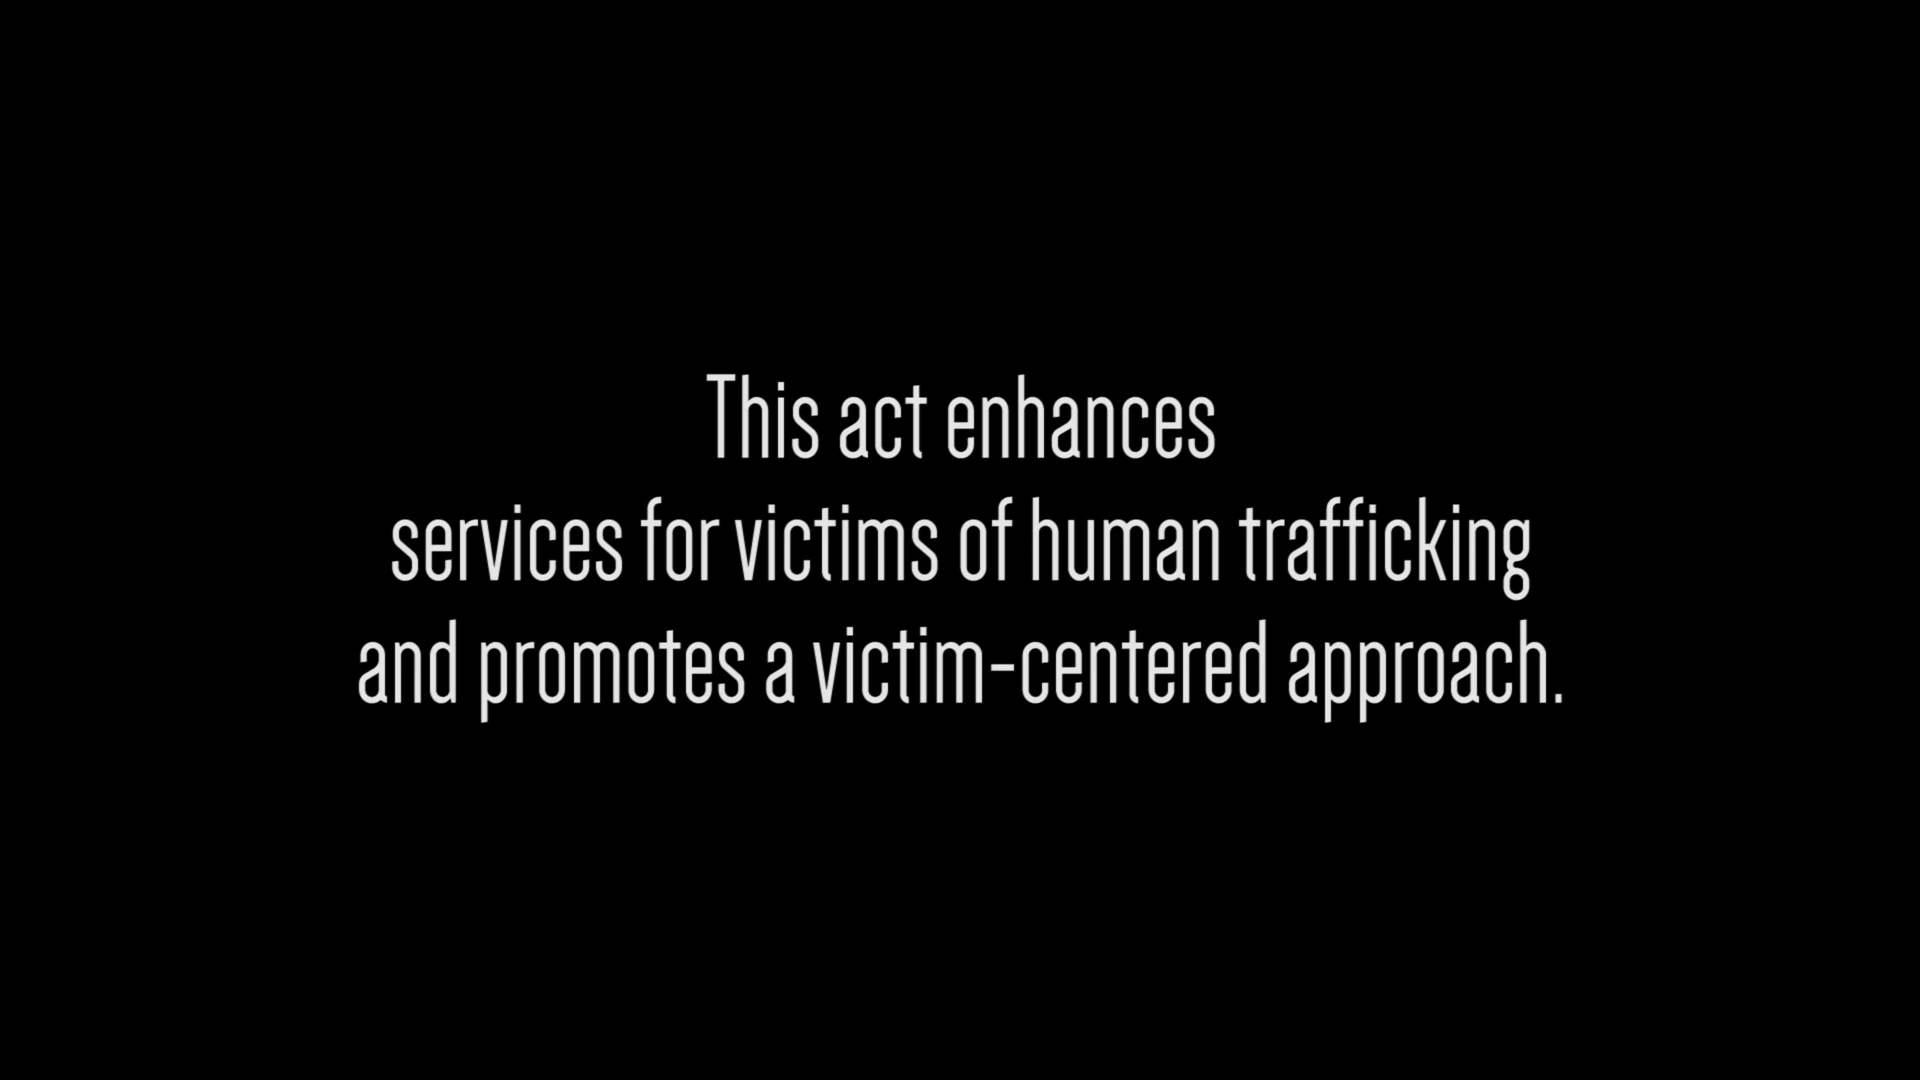 This act enhances
services for victims of human trafficking
and promotes a victim-centered approach.